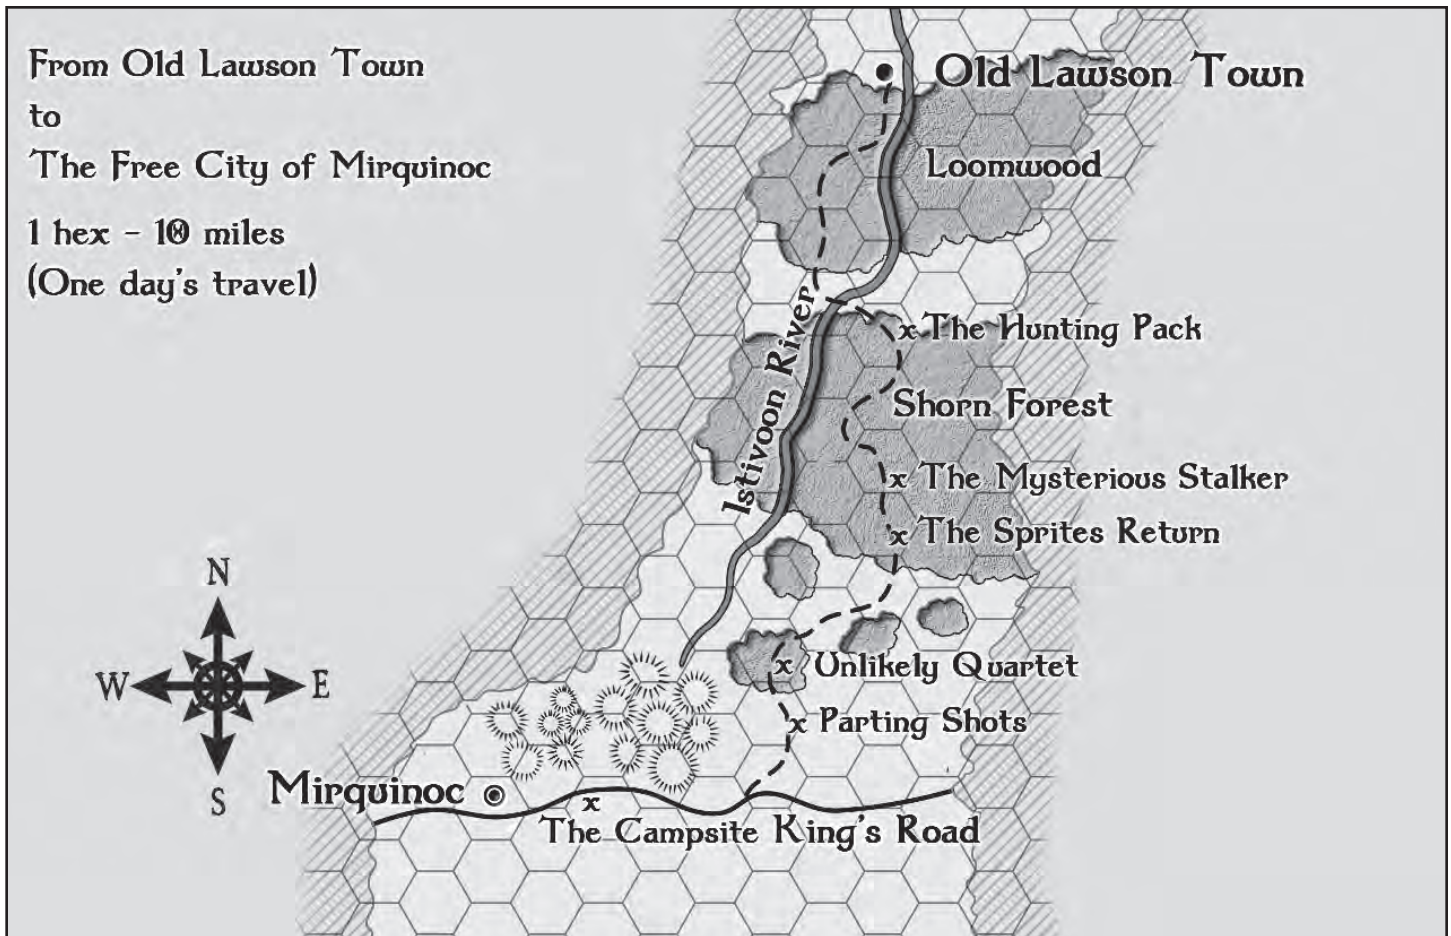 From Old Lawson Town
to
The Free City of Mirquinoc
1 hex - 10 miles
(One day's travel)
Old Lawson Town
Loomwood
Istivoon River
x The Hunting Pack
Shorn Forest
x The Mysterious Stalker
x The Sprites Return
x Unlikely Quartet
x Parting Shots
N
W E
S
Mirquinoc
x
The Campsite King's Road